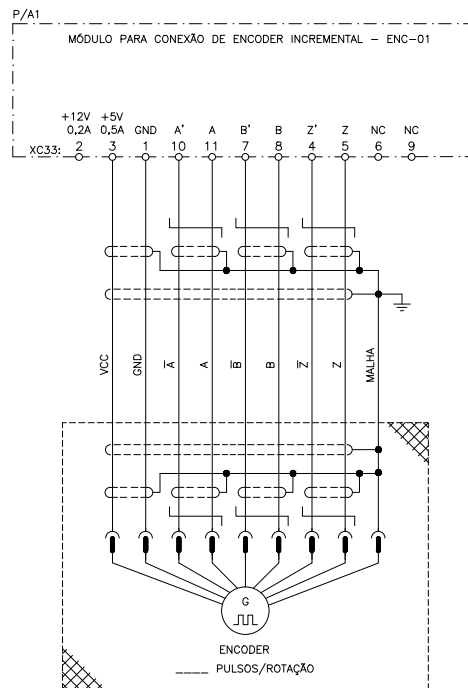 P/A1
MÓDULO PARA CONEXÃO DE ENCODER INCREMENTAL – ENC–01
+12V +5V
0,2A 0,5A GND A' A B' B Z' Z NC NC
XC33: 2 3 1 10 11 7 8 4 5 6 9
VCC GND A̅ A B̅ B Z̅ Z MALHA
G
ENCODER
____ PULSOS/ROTAÇÃO